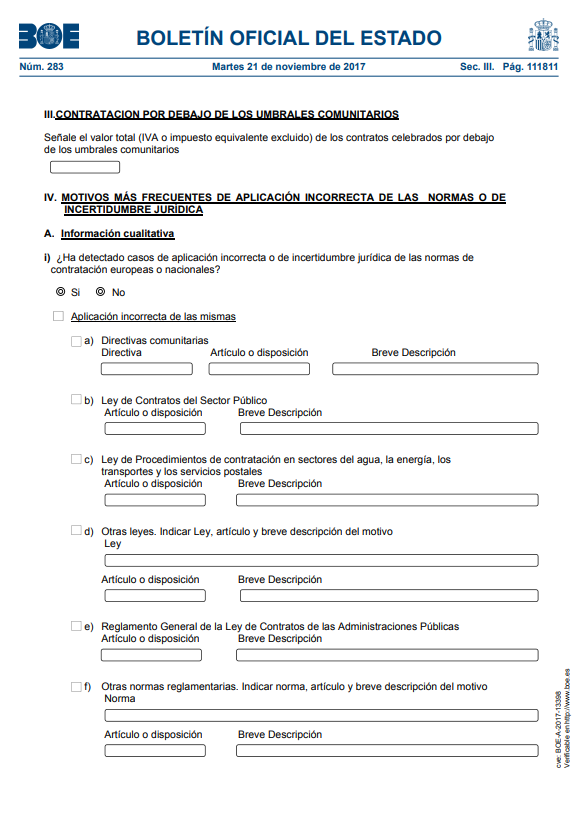 BOE
BOLETÍN OFICIAL DEL ESTADO
Núm. 283 Martes 21 de noviembre de 2017 Sec. III. Pág. 111811
III.CONTRATACION POR DEBAJO DE LOS UMBRALES COMUNITARIOS
Señale el valor total (IVA o impuesto equivalente excluido) de los contratos celebrados por debajo
de los umbrales comunitarios
IV. MOTIVOS MÁS FRECUENTES DE APLICACIÓN INCORRECTA DE LAS NORMAS O DE
INCERTIDUMBRE JURÍDICA
A. Información cualitativa
i) ¿Ha detectado casos de aplicación incorrecta o de incertidumbre jurídica de las normas de
contratación europeas o nacionales?
Si No
Aplicación incorrecta de las mismas
a) Directivas comunitarias
Directiva Artículo o disposición Breve Descripción
b) Ley de Contratos del Sector Público
Artículo o disposición Breve Descripción
c) Ley de Procedimientos de contratación en sectores del agua, la energía, los
transportes y los servicios postales
Artículo o disposición Breve Descripción
d) Otras leyes. Indicar Ley, artículo y breve descripción del motivo
Ley
Artículo o disposición Breve Descripción
e) Reglamento General de la Ley de Contratos de las Administraciones Públicas
Artículo o disposición Breve Descripción
f) Otras normas reglamentarias. Indicar norma, artículo y breve descripción del motivo
Norma
Artículo o disposición Breve Descripción
cve: BOE-A-2017-13398
Verificable en http://www.boe.es